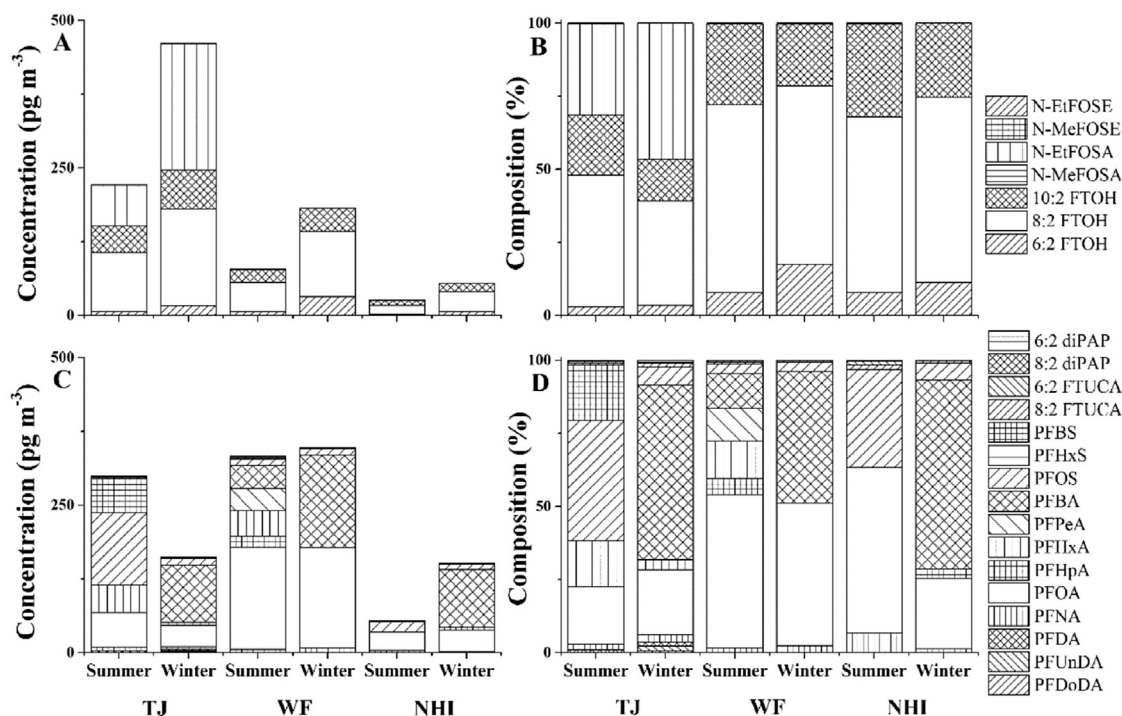 A
Concentration (pg m⁻³)
500
250
0
B
Composition (%)
100
50
0
N-EtFOSE
N-MeFOSE
N-EtFOSA
N-MeFOSA
10:2 FTOH
8:2 FTOH
6:2 FTOH
C
Concentration (pg m⁻³)
500
250
0
Summer Winter Summer Winter Summer Winter
TJ WF NHI
D
Composition (%)
100
50
0
Summer Winter Summer Winter Summer Winter
TJ WF NHI
6:2 diPAP
8:2 diPAP
6:2 FTUCA
8:2 FTUCA
PFBS
PFHxS
PFOS
PFBA
PFPeA
PFHxA
PFHpA
PFOA
PFNA
PFDA
PFUnDA
PFDoDA